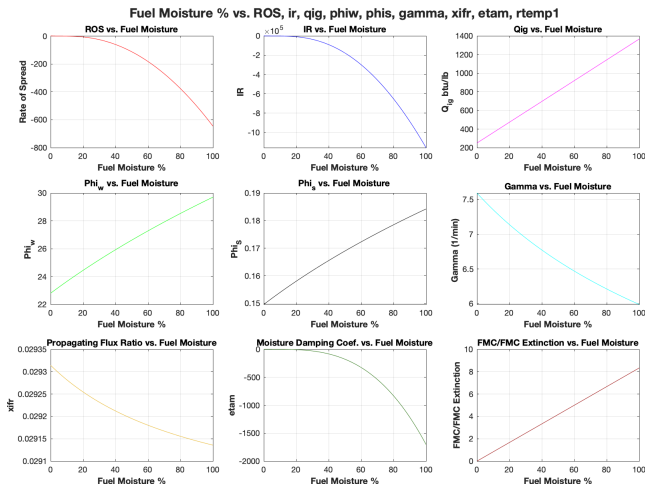 Fuel Moisture % vs. ROS, ir, qig, phiw, phis, gamma, xifr, etam, rtemp1
ROS vs. Fuel Moisture
Rate of Spread
0
-200
-400
-600
-800
0 20 40 60 80 100
Fuel Moisture %
×10⁵
IR vs. Fuel Moisture
IR
0
-2
-4
-6
-8
-10
0 20 40 60 80 100
Fuel Moisture %
Qig vs. Fuel Moisture
Q_ig btu/lb
1400
1200
1000
800
600
400
200
0 20 40 60 80 100
Fuel Moisture %
Phi_w vs. Fuel Moisture
Phi_w
30
28
26
24
22
0 20 40 60 80 100
Fuel Moisture %
Phi_s vs. Fuel Moisture
Phi_S
0.19
0.18
0.17
0.16
0.15
0 20 40 60 80 100
Fuel Moisture %
Gamma vs. Fuel Moisture
Gamma (1/min)
7.5
7
6.5
6
0 20 40 60 80 100
Fuel Moisture %
Propagating Flux Ratio vs. Fuel Moisture
xifr
0.02935
0.0293
0.02925
0.0292
0.02915
0.0291
0 20 40 60 80 100
Fuel Moisture %
Moisture Damping Coef. vs. Fuel Moisture
etam
0
-500
-1000
-1500
-2000
0 20 40 60 80 100
Fuel Moisture %
FMC/FMC Extinction vs. Fuel Moisture
FMC/FMC Extinction
10
8
6
4
2
0
0 20 40 60 80 100
Fuel Moisture %